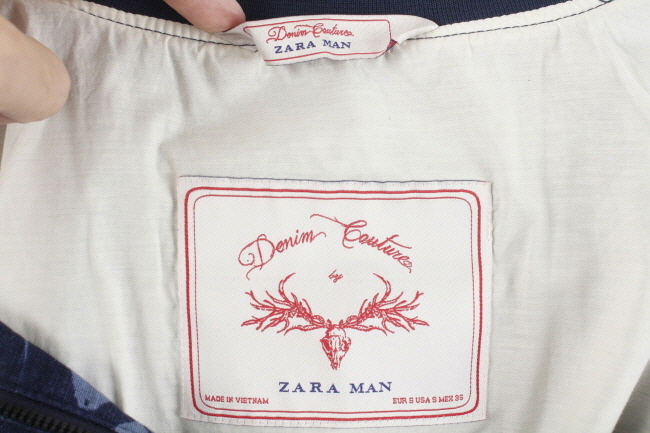 Denim Couture
ZARA MAN
Denim Couture
by
ZARA MAN
MADE IN VIETNAM
EUR S USA S MEX 36